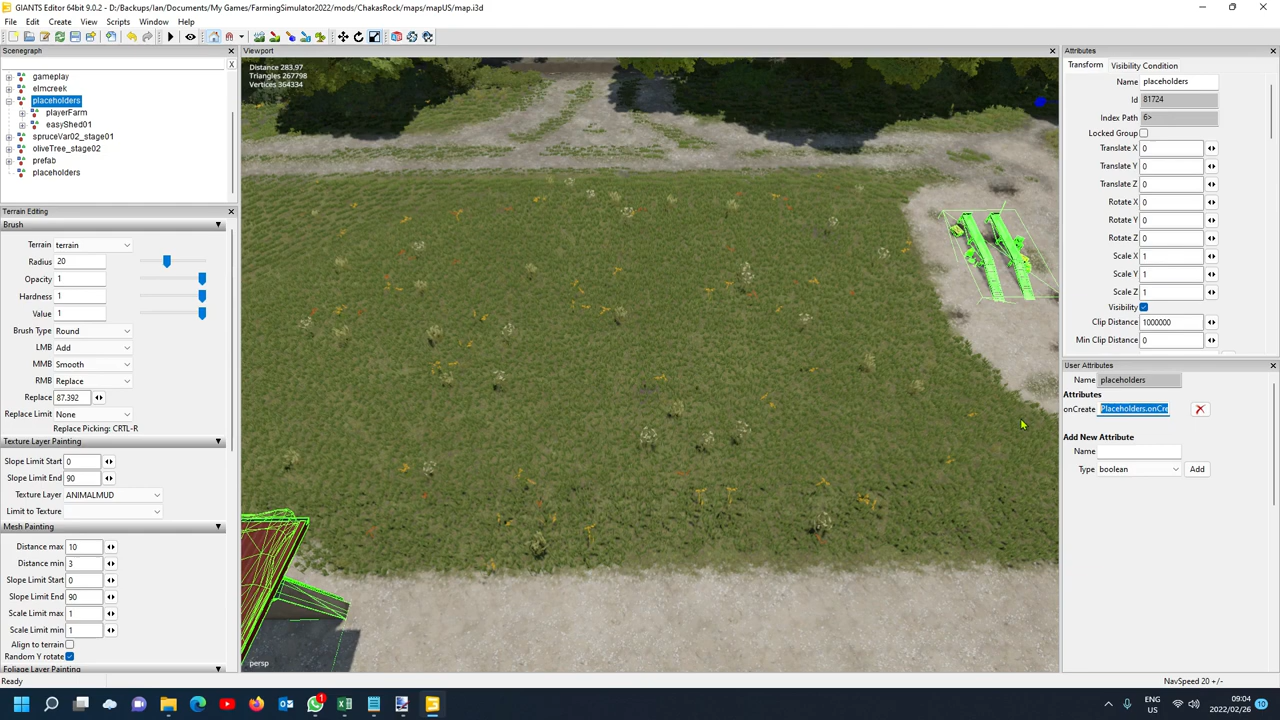 GIANTS Editor 64bit 9.0.2 - D:/Backups/Ian/Documents/My Games/FarmingSimulator2022/mods/ChakasRock/maps/mapUS/map.i3d
File Edit Create View Scripts Window Help
Scenegraph
X
gameplay
elmcreek
placeholders
playerFarm
easyShed01
spruceVar02_stage01
oliveTree_stage02
prefab
placeholders
Terrain Editing
Brush
Terrain terrain
Radius 20
Opacity 1
Hardness 1
Value 1
Brush Type Round
LMB Add
MMB Smooth
RMB Replace
Replace 87.392
Replace Limit None
Replace Picking: CRTL-R
Texture Layer Painting
Slope Limit Start 0
Slope Limit End 90
Texture Layer ANIMALMUD
Limit to Texture
Mesh Painting
Distance max 10
Distance min 3
Slope Limit Start 0
Slope Limit End 90
Scale Limit max 1
Scale Limit min 1
Align to terrain
Random Y rotate
Foliage Layer Painting
Ready
Viewport
Distance 283.97
Triangles 267798
Vertices 364334
persp
Attributes
Transform Visibility Condition
Name placeholders
Id 81724
Index Path 6>
Locked Group
Translate X 0
Translate Y 0
Translate Z 0
Rotate X 0
Rotate Y 0
Rotate Z 0
Scale X 1
Scale Y 1
Scale Z 1
Visibility
Clip Distance 1000000
Min Clip Distance 0
User Attributes
Name placeholders
Attributes
onCreate Placeholders.onCre
Add New Attribute
Name
Type boolean Add
NavSpeed 20 +/-
1
ENG
US
09:04
2022/02/26
10